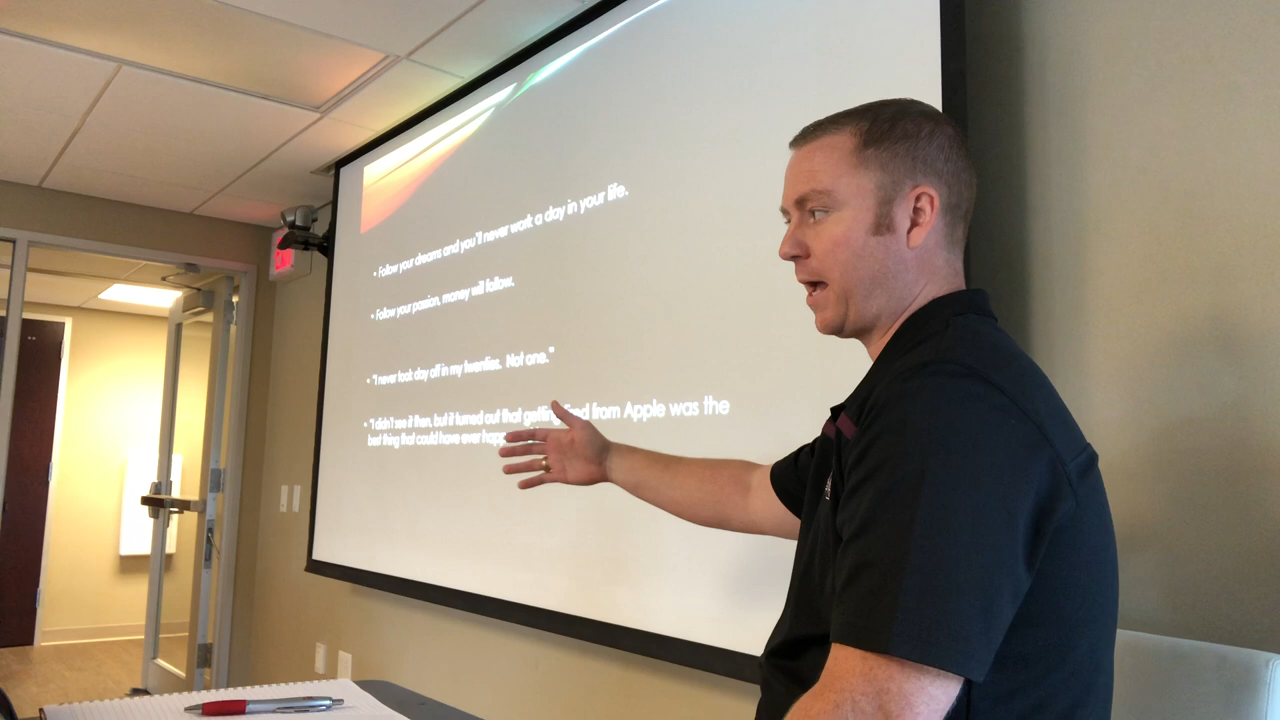 • Follow your dreams and you'll never work a day in your life.
• Follow your passion, money will follow.
• "I never took day off in my twenties. Not one."
• "I didn't see it then, but it turned out that getting fired from Apple was the
best thing that could have ever